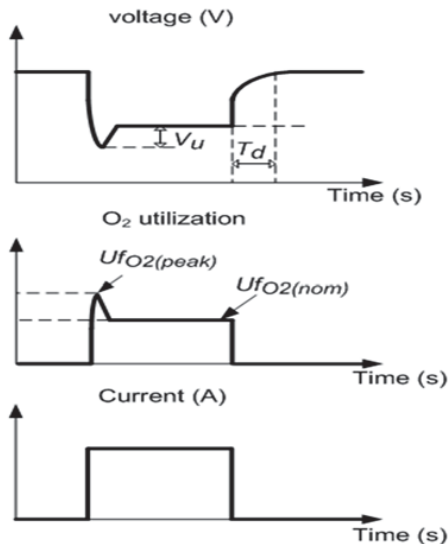 voltage (V)
Vu
Td
Time (s)
O2 utilization
UfO2(peak)
UfO2(nom)
Time (s)
Current (A)
Time (s)